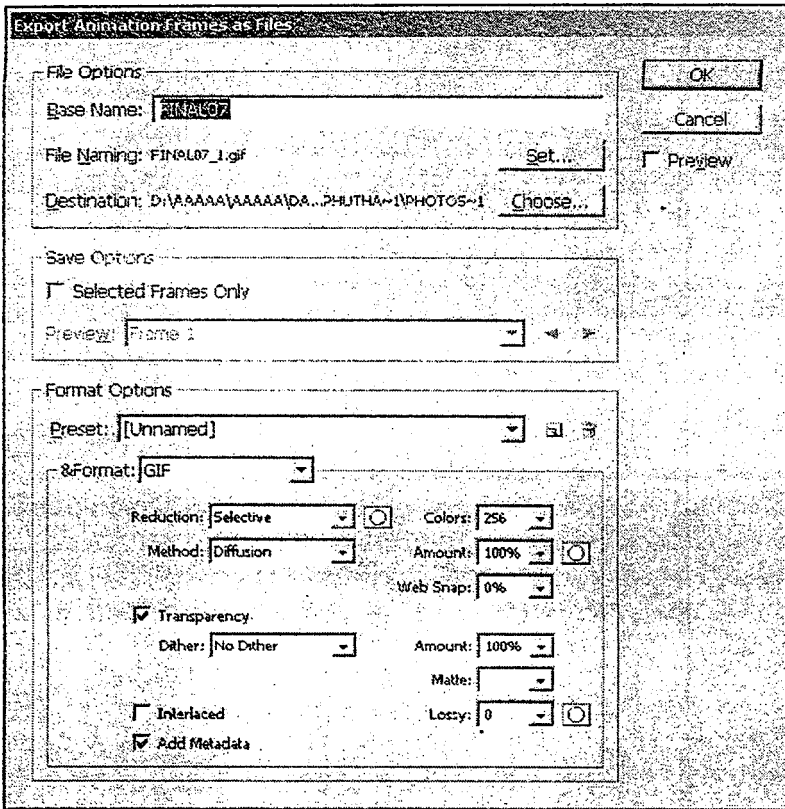 Export Animation Frames as Files
File Options
Base Name: FINAL07
File Naming: FINAL07_1.gif
Set...
Destination: D:\AAAAA\AAAAA\DA...PHUTHA~1\PHOTOS~1
Choose...
OK
Cancel
Preview
Save Options
Selected Frames Only
Preview: Frame 1
Format Options
Preset: [Unnamed]
&Format: GIF
Reduction: Selective
Colors: 256
Method: Diffusion
Amount: 100%
Web Snap: 0%
Transparency
Dither: No Dither
Amount: 100%
Matte:
Interlaced
Lossy: 0
Add Metadata